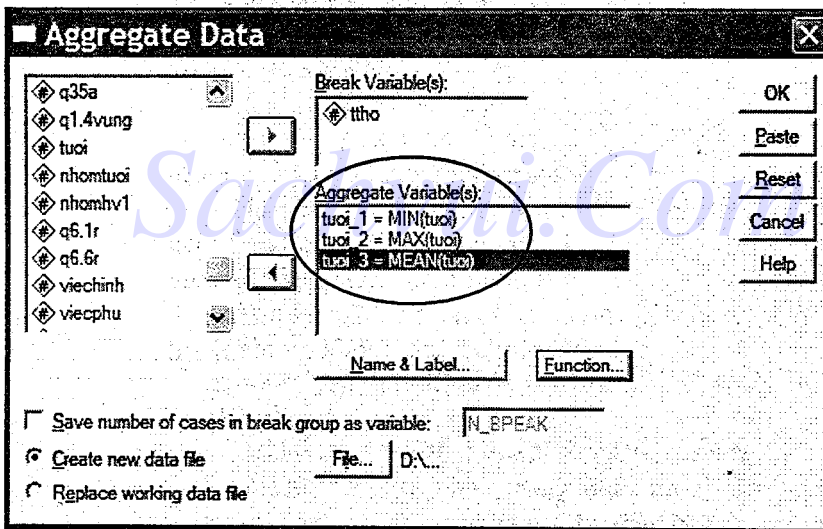 Aggregate Data
q35a
q1.4vung
tuoi
nhomtuoi
nhomhv1
q6.1r
q6.6r
viechinh
viecphu
Break Variable(s):
ttho
Aggregate Variable(s):
tuoi_1 = MIN(tuoi)
tuoi_2 = MAX(tuoi)
tuoi_3 = MEAN(tuoi)
Name & Label...
Function...
OK
Paste
Reset
Cancel
Help
Save number of cases in break group as variable:
N_BREAK
Create new data file
File...
D:\...
Replace working data file
Sachvui.Com